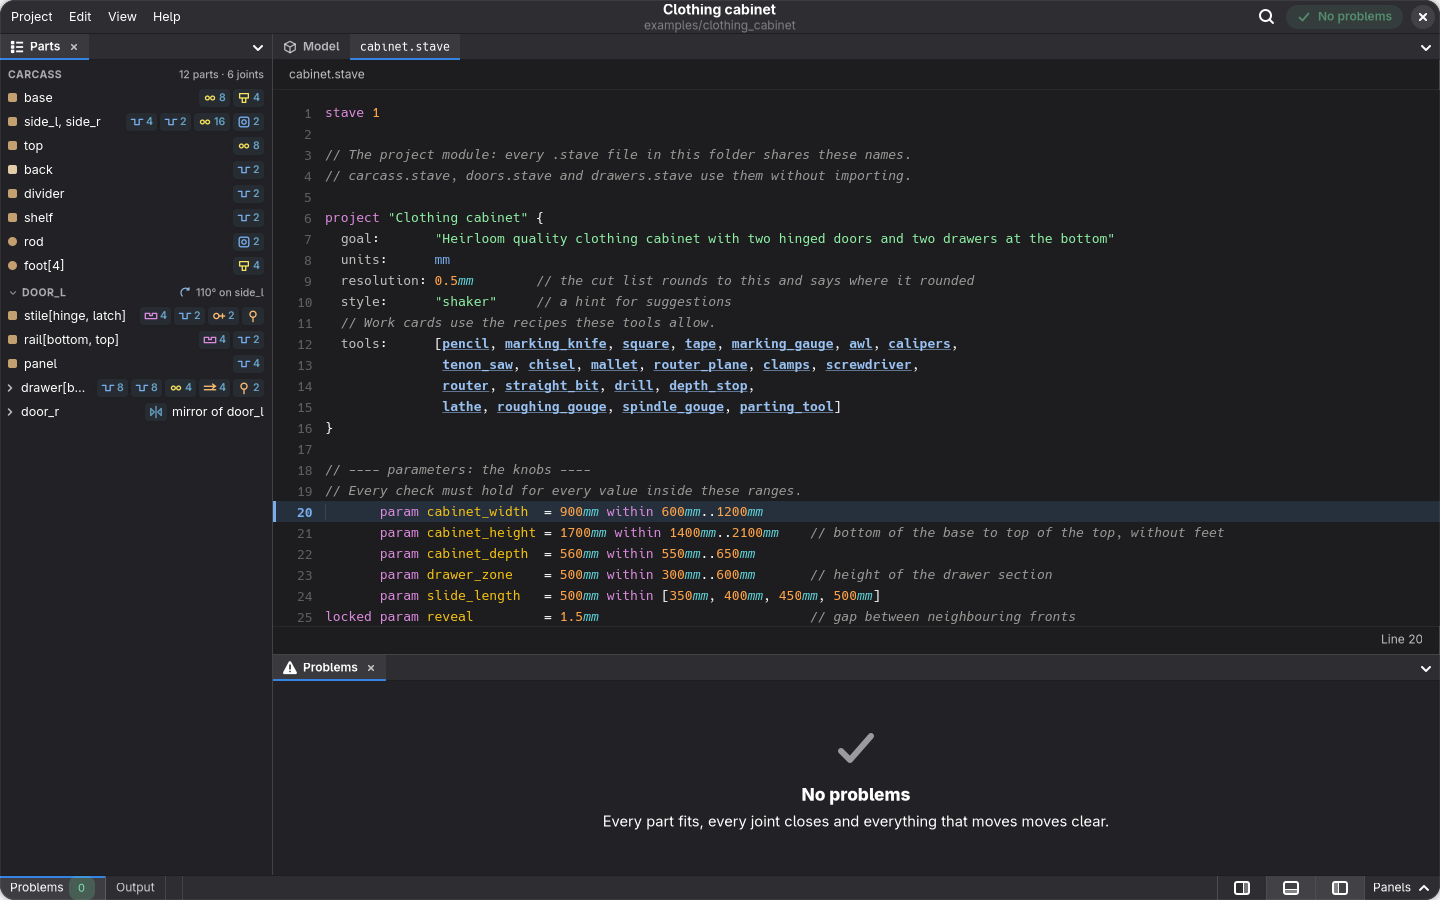 Project Edit View Help
Clothing cabinet
examples/clothing_cabinet
No problems
Parts
CARCASS 12 parts · 6 joints
base 8 4
side_l, side_r 4 2 16 2
top 8
back 2
divider 2
shelf 2
rod 2
foot[4] 4
DOOR_L 110° on side_l
stile[hinge, latch] 4 2 2
rail[bottom, top] 4 2
panel 4
drawer[b... 8 8 4 4 2
door_r mirror of door_l
Model cabinet.stave
cabinet.stave
1 stave 1
2
3 // The project module: every .stave file in this folder shares these names.
4 // carcass.stave, doors.stave and drawers.stave use them without importing.
5
6 project "Clothing cabinet" {
7 goal: "Heirloom quality clothing cabinet with two hinged doors and two drawers at the bottom"
8 units: mm
9 resolution: 0.5mm // the cut list rounds to this and says where it rounded
10 style: "shaker" // a hint for suggestions
11 // Work cards use the recipes these tools allow.
12 tools: [pencil, marking_knife, square, tape, marking_gauge, awl, calipers,
13 tenon_saw, chisel, mallet, router_plane, clamps, screwdriver,
14 router, straight_bit, drill, depth_stop,
15 lathe, roughing_gouge, spindle_gouge, parting_tool]
16 }
17
18 // ---- parameters: the knobs ----
19 // Every check must hold for every value inside these ranges.
20 param cabinet_width = 900mm within 600mm..1200mm
21 param cabinet_height = 1700mm within 1400mm..2100mm // bottom of the base to top of the top, without feet
22 param cabinet_depth = 560mm within 550mm..650mm
23 param drawer_zone = 500mm within 300mm..600mm // height of the drawer section
24 param slide_length = 500mm within [350mm, 400mm, 450mm, 500mm]
25 locked param reveal = 1.5mm // gap between neighbouring fronts
Line 20
Problems
No problems
Every part fits, every joint closes and everything that moves moves clear.
Problems 0 Output
Panels